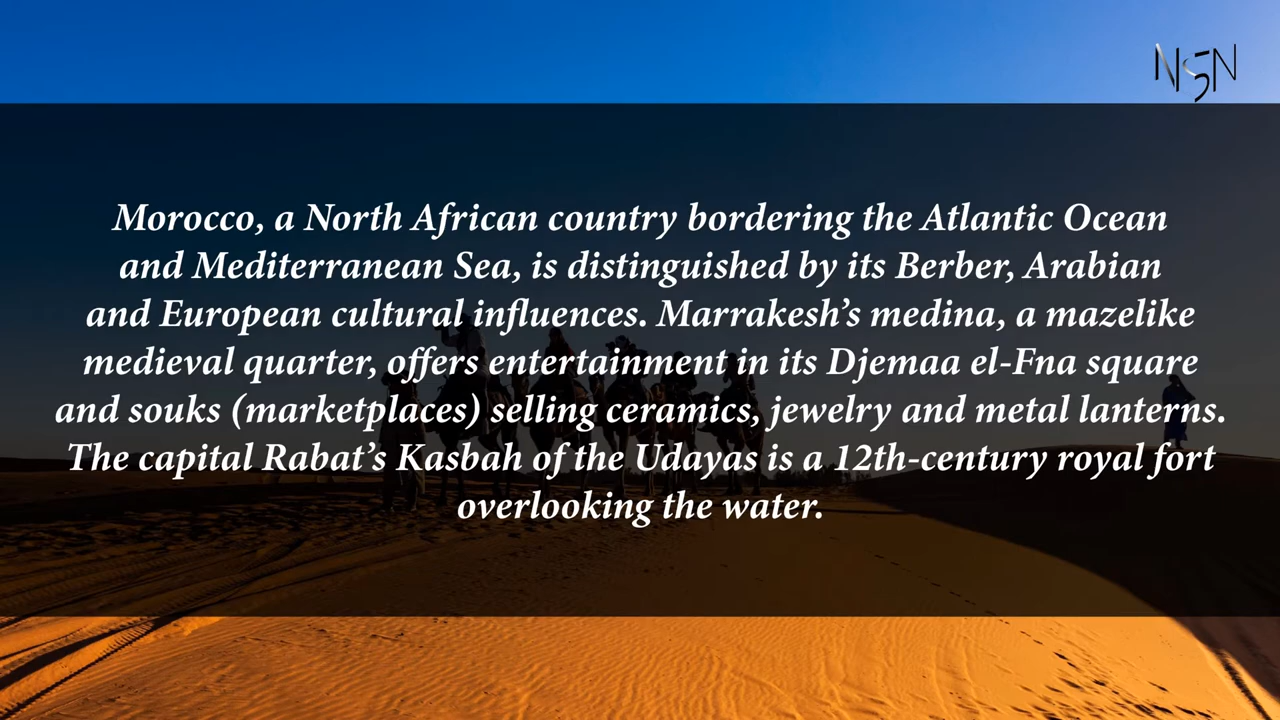 NSN
Morocco, a North African country bordering the Atlantic Ocean
and Mediterranean Sea, is distinguished by its Berber, Arabian
and European cultural influences. Marrakesh’s medina, a mazelike
medieval quarter, offers entertainment in its Djemaa el-Fna square
and souks (marketplaces) selling ceramics, jewelry and metal lanterns.
The capital Rabat’s Kasbah of the Udayas is a 12th-century royal fort
overlooking the water.